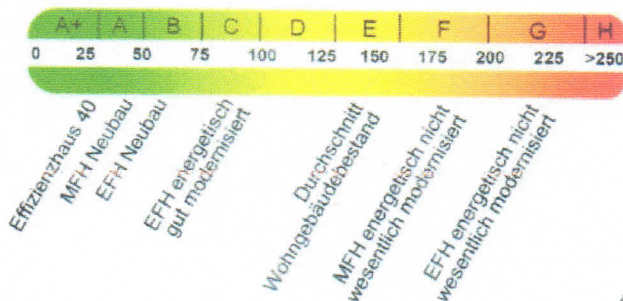 A+ A B C D E F G H
0 25 50 75 100 125 150 175 200 225 >250
Effizienzhaus 40
MFH Neubau
EFH Neubau
EFH energetisch
gut modernisiert
Durchschnitt
Wohngebäudebestand
MFH energetisch nicht
wesentlich modernisiert
EFH energetisch nicht
wesentlich modernisiert